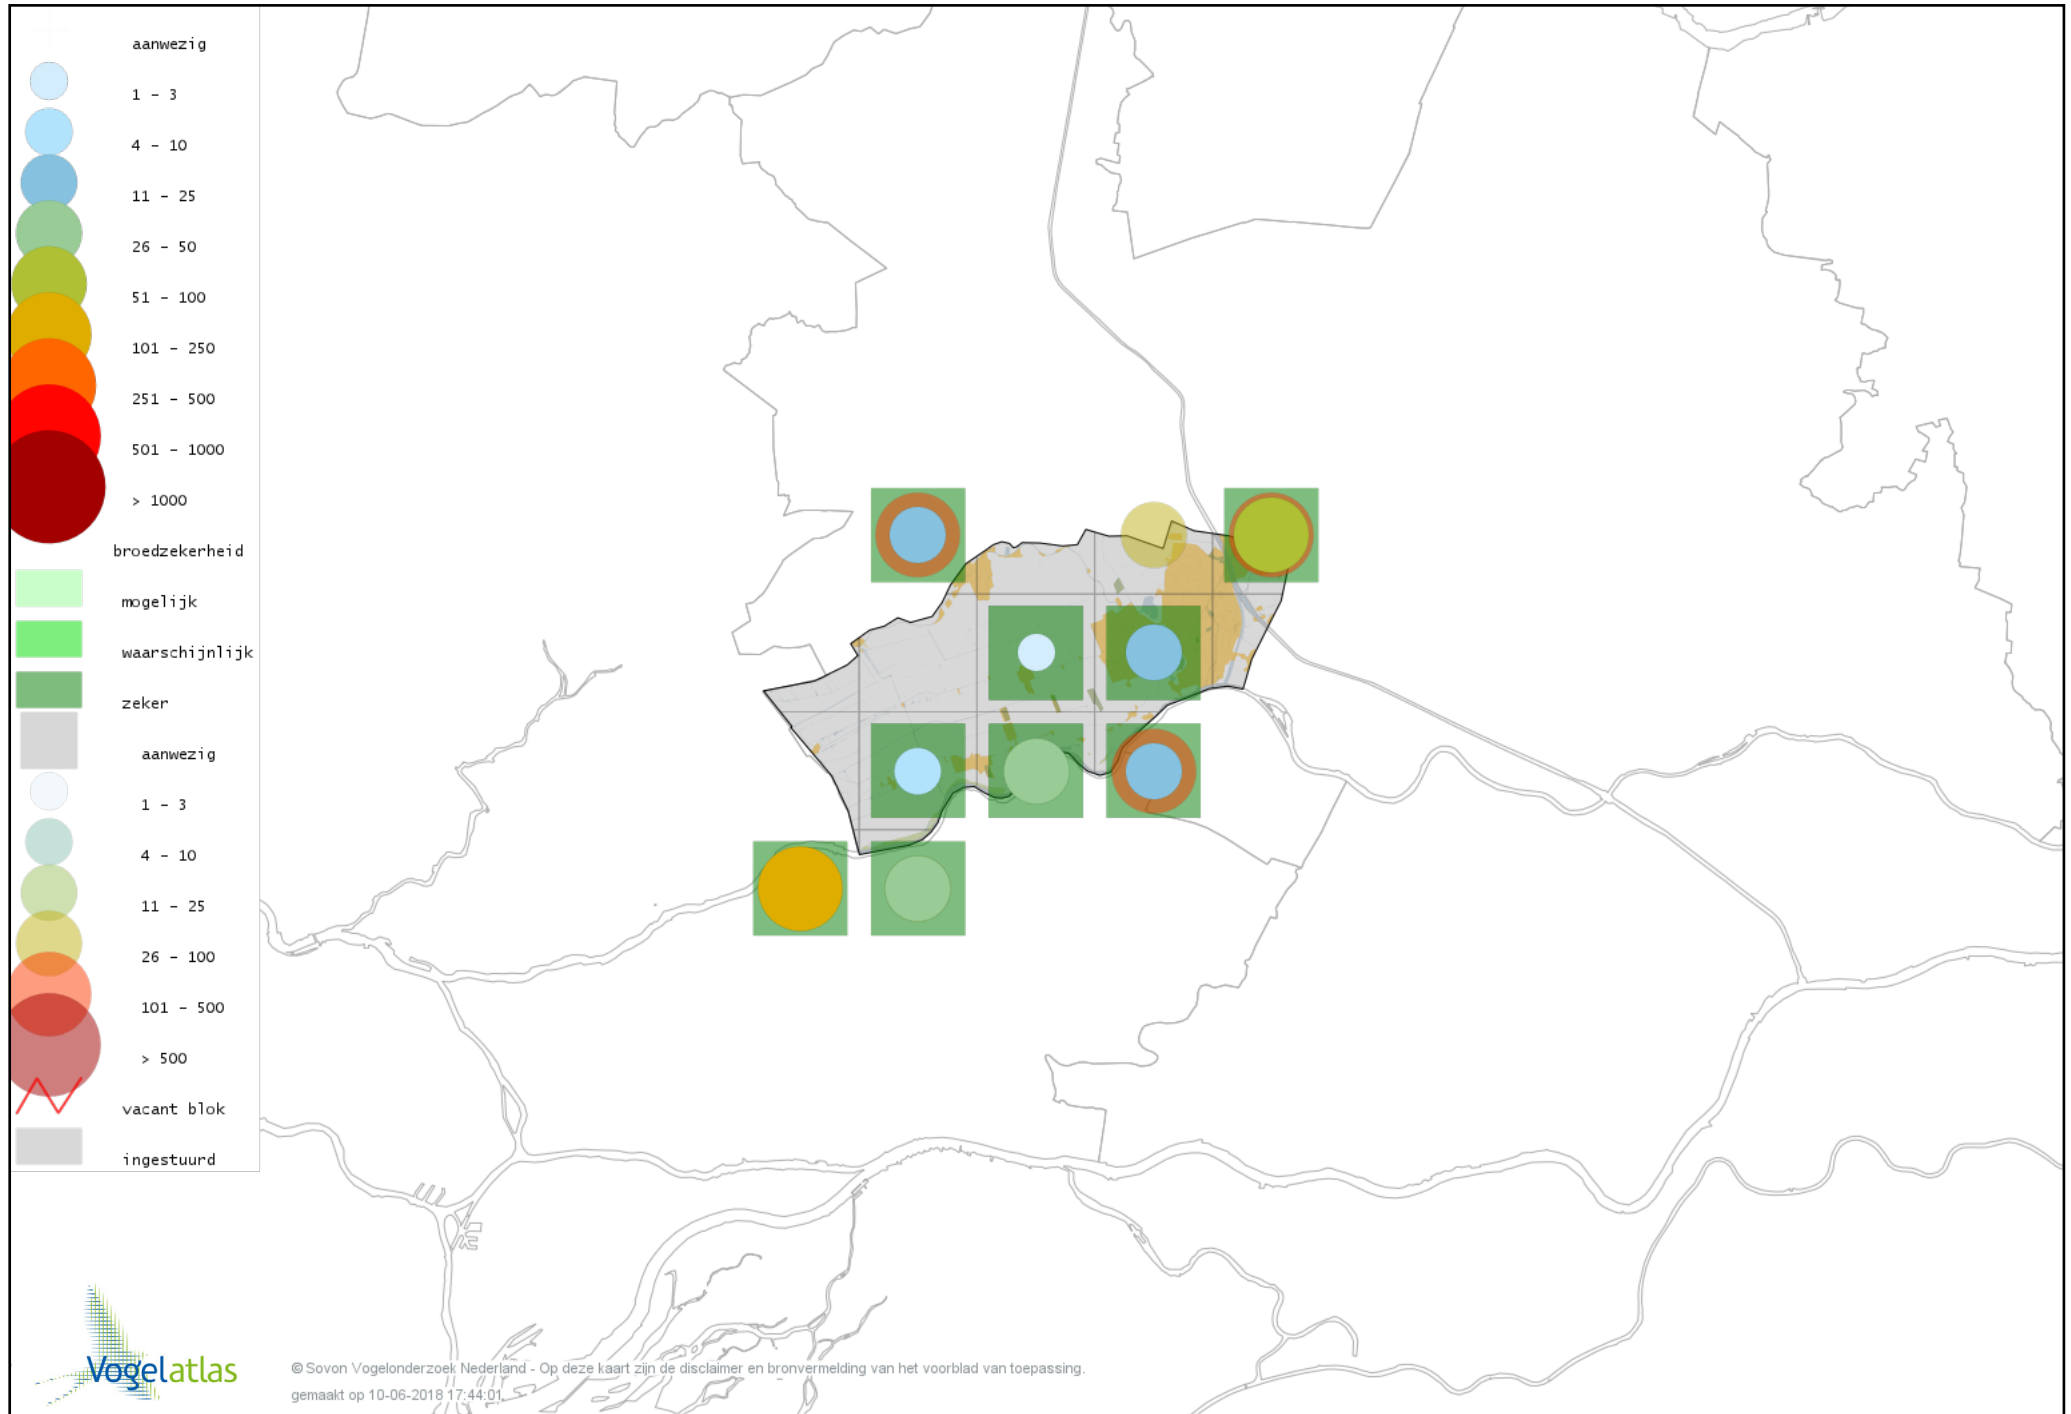 aanwezig
1 - 3
4 - 10
11 - 25
26 - 50
51 - 100
101 - 250
251 - 500
501 - 1000
> 1000
broedzekerheid
mogelijk
waarschijnlijk
zeker
aanwezig
1 - 3
4 - 10
11 - 25
26 - 100
101 - 500
> 500
vacant blok
ingestuurd
Vogelatlas
© Sovon Vogelonderzoek Nederland - Op deze kaart zijn de disclaimer en bronvermelding van het voorblad van toepassing.
gemaakt op 10-06-2018 17:44:01